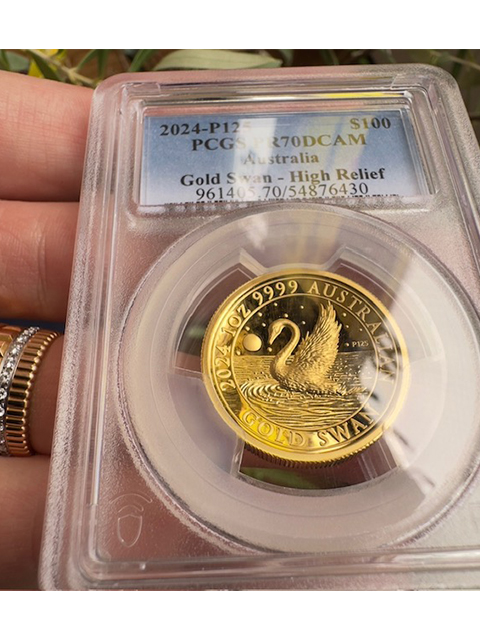 2024-P125 $100
PCGS PR70DCAM
Australia
Gold Swan - High Relief
961405.70/54876430
2024 1OZ 9999 AUSTRALIAN
P125
GOLD SWAN